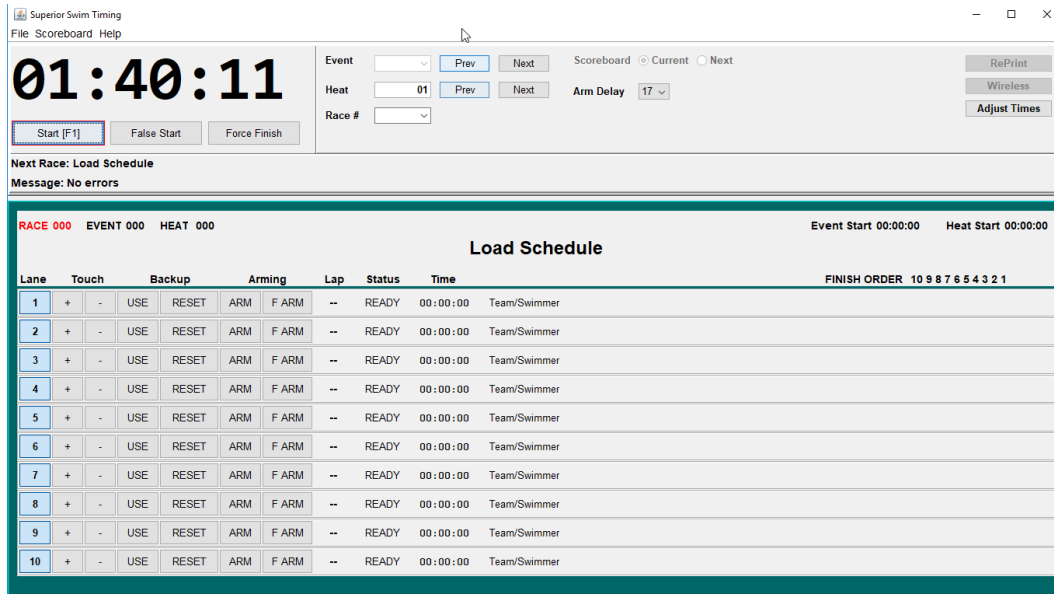 Superior Swim Timing
File Scoreboard Help
01:40:11
Start [F1] False Start Force Finish
Event Prev Next Scoreboard Current Next
Heat 01 Prev Next Arm Delay 17
Race #
RePrint
Wireless
Adjust Times
Next Race: Load Schedule
Message: No errors
RACE 000 EVENT 000 HEAT 000 Event Start 00:00:00 Heat Start 00:00:00
Load Schedule
Lane Touch Backup Arming Lap Status Time FINISH ORDER 10 9 8 7 6 5 4 3 2 1
1 + - USE RESET ARM F ARM -- READY 00:00:00 Team/Swimmer
2 + - USE RESET ARM F ARM -- READY 00:00:00 Team/Swimmer
3 + - USE RESET ARM F ARM -- READY 00:00:00 Team/Swimmer
4 + - USE RESET ARM F ARM -- READY 00:00:00 Team/Swimmer
5 + - USE RESET ARM F ARM -- READY 00:00:00 Team/Swimmer
6 + - USE RESET ARM F ARM -- READY 00:00:00 Team/Swimmer
7 + - USE RESET ARM F ARM -- READY 00:00:00 Team/Swimmer
8 + - USE RESET ARM F ARM -- READY 00:00:00 Team/Swimmer
9 + - USE RESET ARM F ARM -- READY 00:00:00 Team/Swimmer
10 + - USE RESET ARM F ARM -- READY 00:00:00 Team/Swimmer